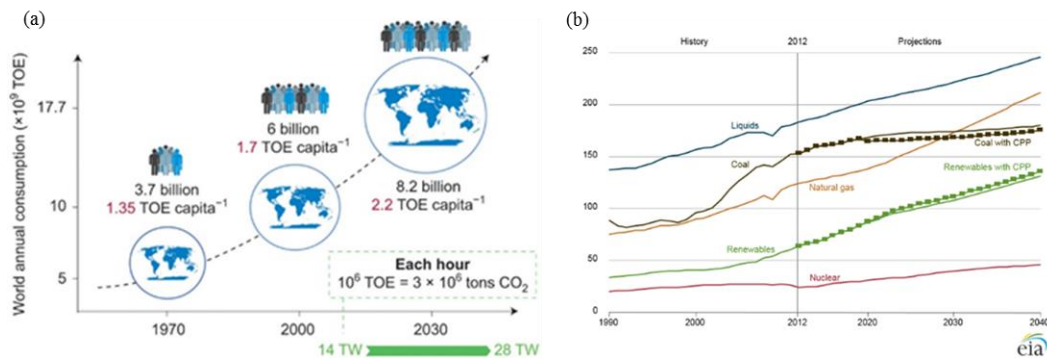 (a)
World annual consumption (×10⁹ TOE)
17.7
10
5
3.7 billion
1.35 TOE capita⁻¹
6 billion
1.7 TOE capita⁻¹
8.2 billion
2.2 TOE capita⁻¹
Each hour
10⁶ TOE = 3 × 10⁶ tons CO₂
1970
2000
2030
14 TW
28 TW
(b)
History
2012
Projections
250
200
150
100
50
0
Liquids
Coal
Coal with CPP
Natural gas
Renewables with CPP
Renewables
Nuclear
1990
2000
2012
2020
2030
2040
eia